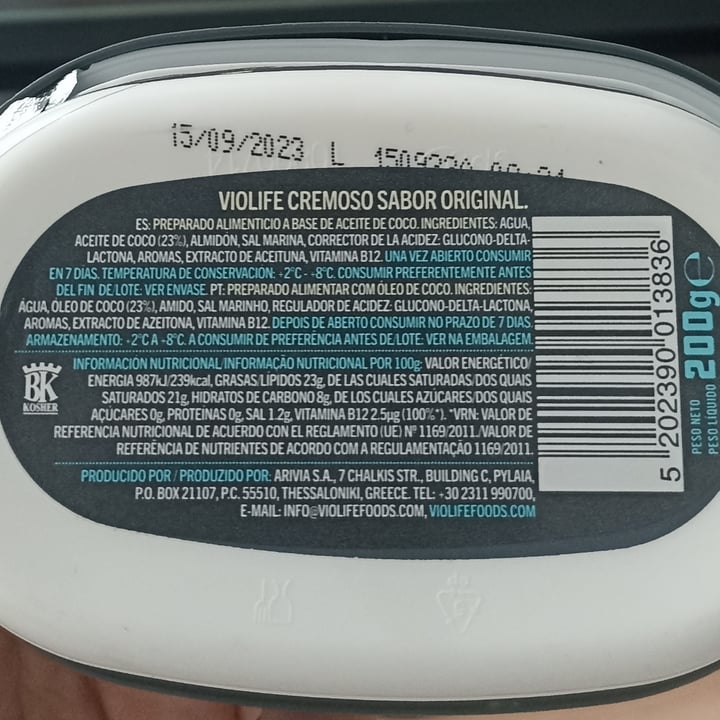 15/09/2023 L
VIOLIFE CREMOSO SABOR ORIGINAL.
ES: PREPARADO ALIMENTICIO A BASE DE ACEITE DE COCO. INGREDIENTES: AGUA,
ACEITE DE COCO (23%), ALMIDÓN, SAL MARINA, CORRECTOR DE LA ACIDEZ: GLUCONO-DELTA-
LACTONA, AROMAS, EXTRACTO DE ACEITUNA, VITAMINA B12. UNA VEZ ABIERTO CONSUMIR
EN 7 DÍAS. TEMPERATURA DE CONSERVACIÓN: +2°C - +8°C. CONSUMIR PREFERENTEMENTE ANTES
DEL FIN DE/LOTE: VER ENVASE. PT: PREPARADO ALIMENTAR COM ÓLEO DE COCO. INGREDIENTES:
ÁGUA, ÓLEO DE COCO (23%), AMIDO, SAL MARINHO, REGULADOR DE ACIDEZ: GLUCONO-DELTA-LACTONA,
AROMAS, EXTRACTO DE AZEITONA, VITAMINA B12. DEPOIS DE ABERTO CONSUMIR NO PRAZO DE 7 DIAS.
ARMAZENAMENTO: +2°C A +8°C. A CONSUMIR DE PREFERÊNCIA ANTES DE/LOTE: VER NA EMBALAGEM.
INFORMACIÓN NUTRICIONAL/INFORMAÇÃO NUTRICIONAL POR 100g: VALOR ENERGÉTICO/
ENERGIA 987kJ/239kcal, GRASAS/LÍPIDOS 23g, DE LAS CUALES SATURADAS/DOS QUAIS
SATURADOS 21g, HIDRATOS DE CARBONO 8g, DE LOS CUALES AZÚCARES/DOS QUAIS
AÇÚCARES 0g, PROTEÍNAS 0g, SAL 1.2g, VITAMINA B12 2.5µg (100%*). *VRN: VALOR DE
REFERENCIA NUTRICIONAL DE ACUERDO CON EL REGLAMENTO (UE) Nº 1169/2011./VALOR DE
REFERÊNCIA DE NUTRIENTES DE ACORDO COM A REGULAMENTAÇÃO 1169/2011.
BK
KOSHER
PRODUCIDO POR / PRODUZIDO POR: ARIVIA S.A., 7 CHALKIS STR., BUILDING C, PYLAIA,
P.O. BOX 21107, P.C. 55510, THESSALONIKI, GREECE. TEL: +30 2311 990700,
E-MAIL: INFO@VIOLIFEFOODS.COM, VIOLIFEFOODS.COM
5 202390 013836
PESO NETO
PESO LÍQUIDO
200g e